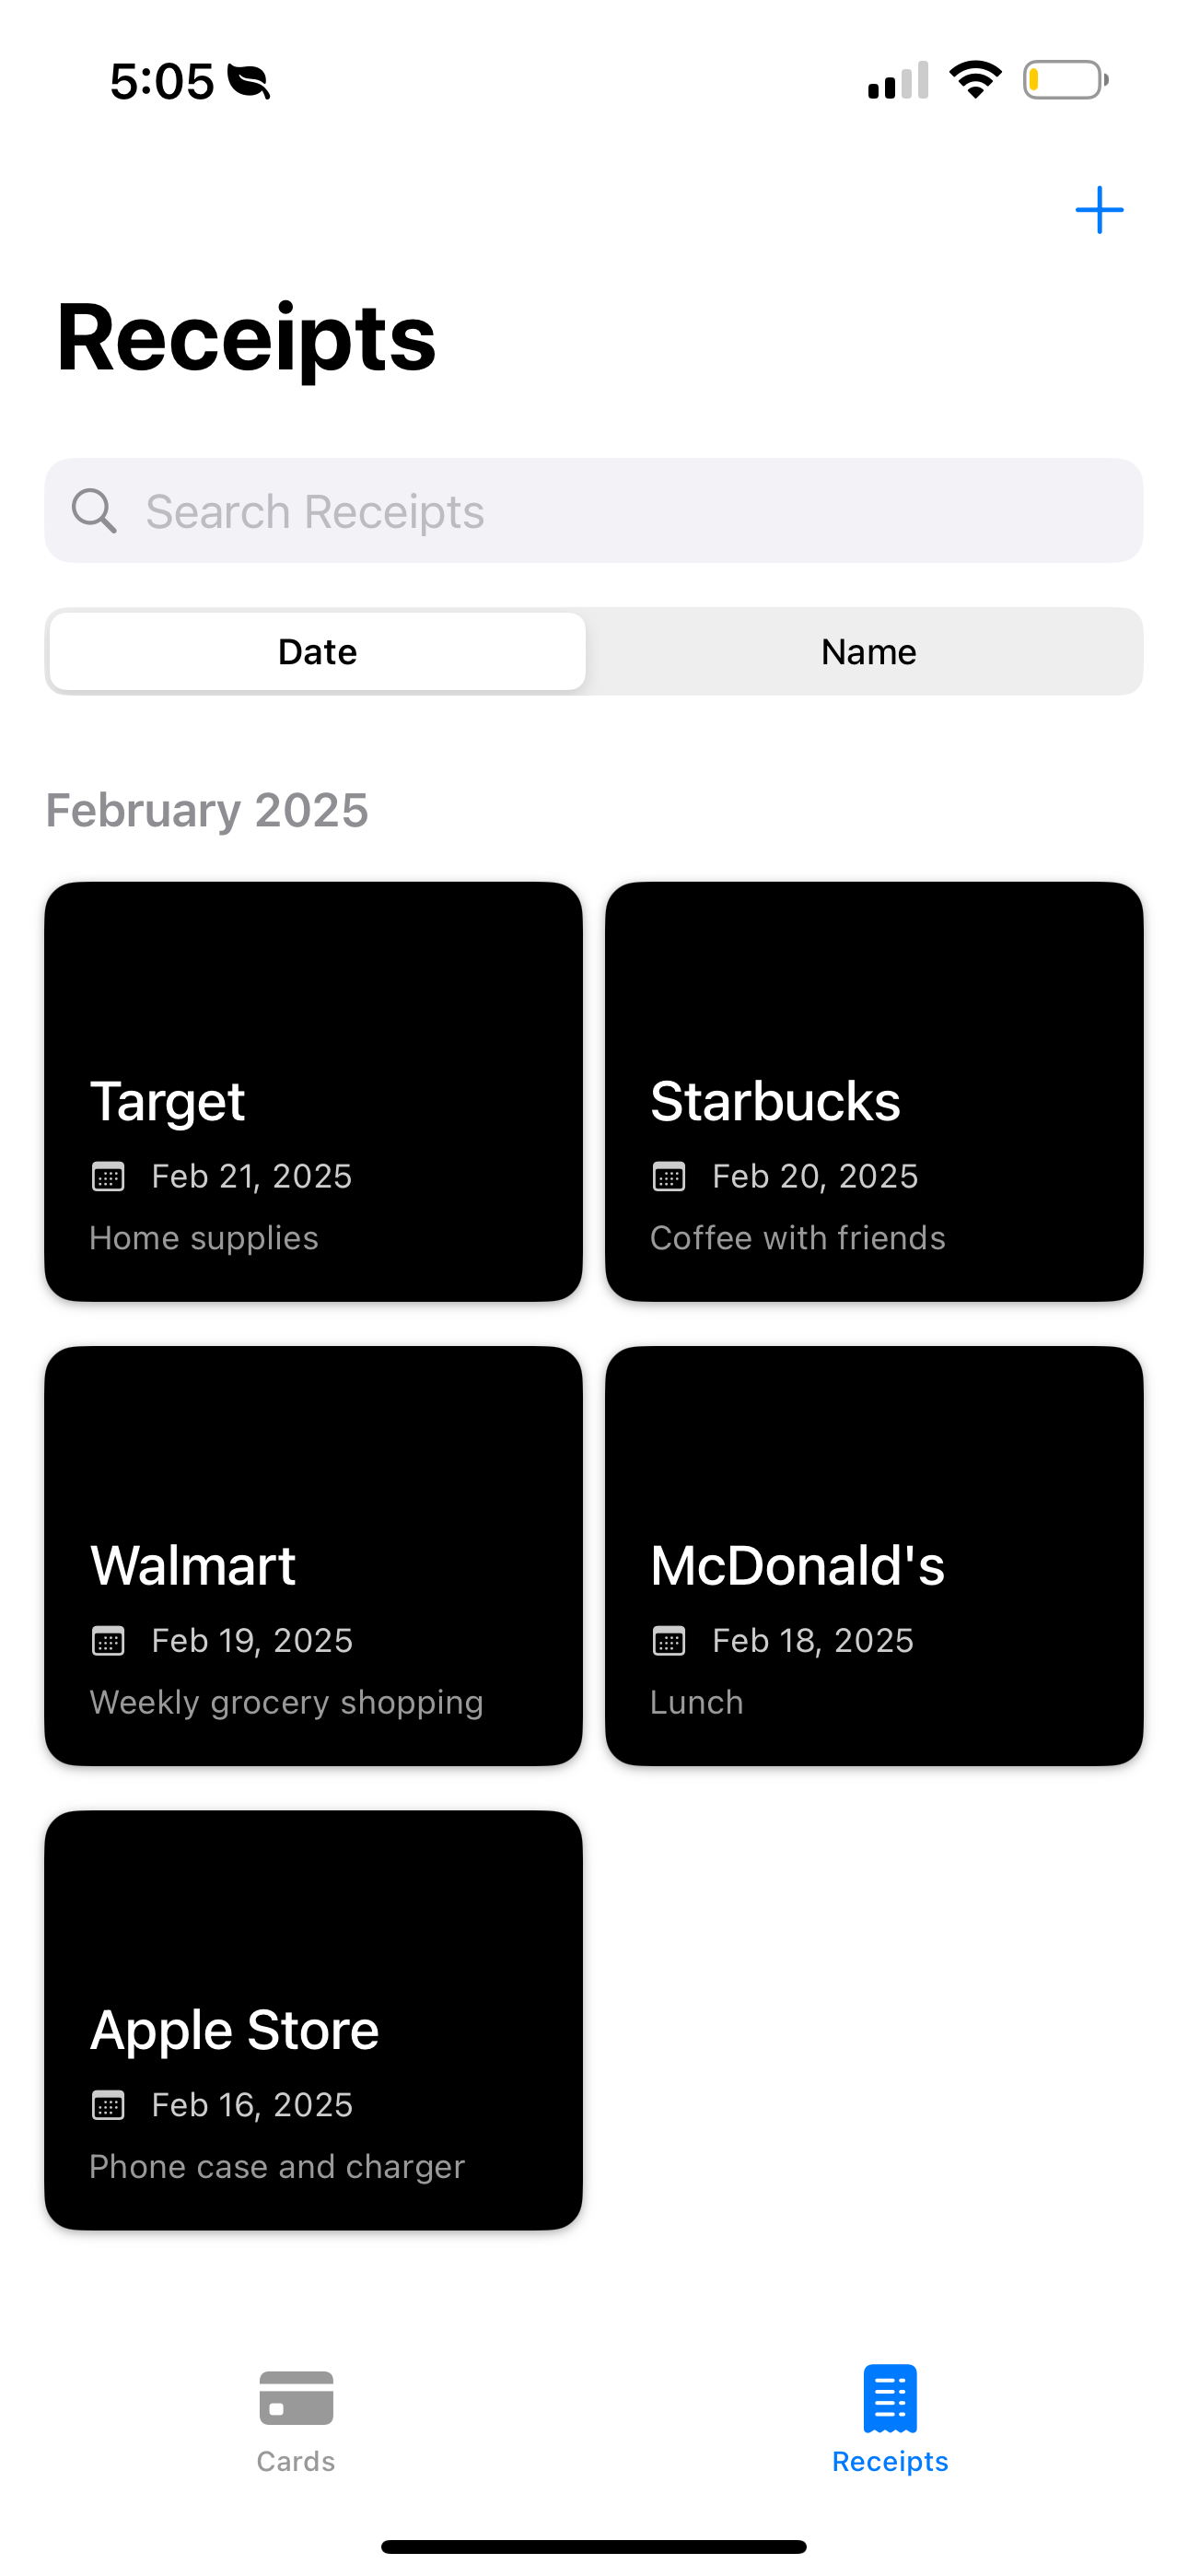 5:05
Receipts
Search Receipts
Date
Name
February 2025
Target
Feb 21, 2025
Home supplies
Starbucks
Feb 20, 2025
Coffee with friends
Walmart
Feb 19, 2025
Weekly grocery shopping
McDonald's
Feb 18, 2025
Lunch
Apple Store
Feb 16, 2025
Phone case and charger
Cards
Receipts